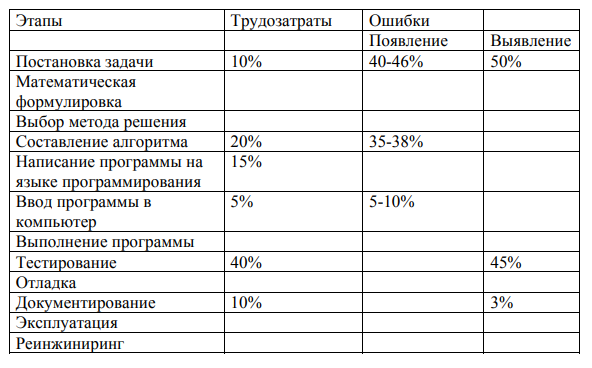 Этапы Трудозатраты Ошибки
Появление Выявление
Постановка задачи 10% 40-46% 50%
Математическая
формулировка
Выбор метода решения
Составление алгоритма 20% 35-38%
Написание программы на 15%
языке программирования
Ввод программы в 5% 5-10%
компьютер
Выполнение программы
Тестирование 40% 45%
Отладка
Документирование 10% 3%
Эксплуатация
Реинжиниринг